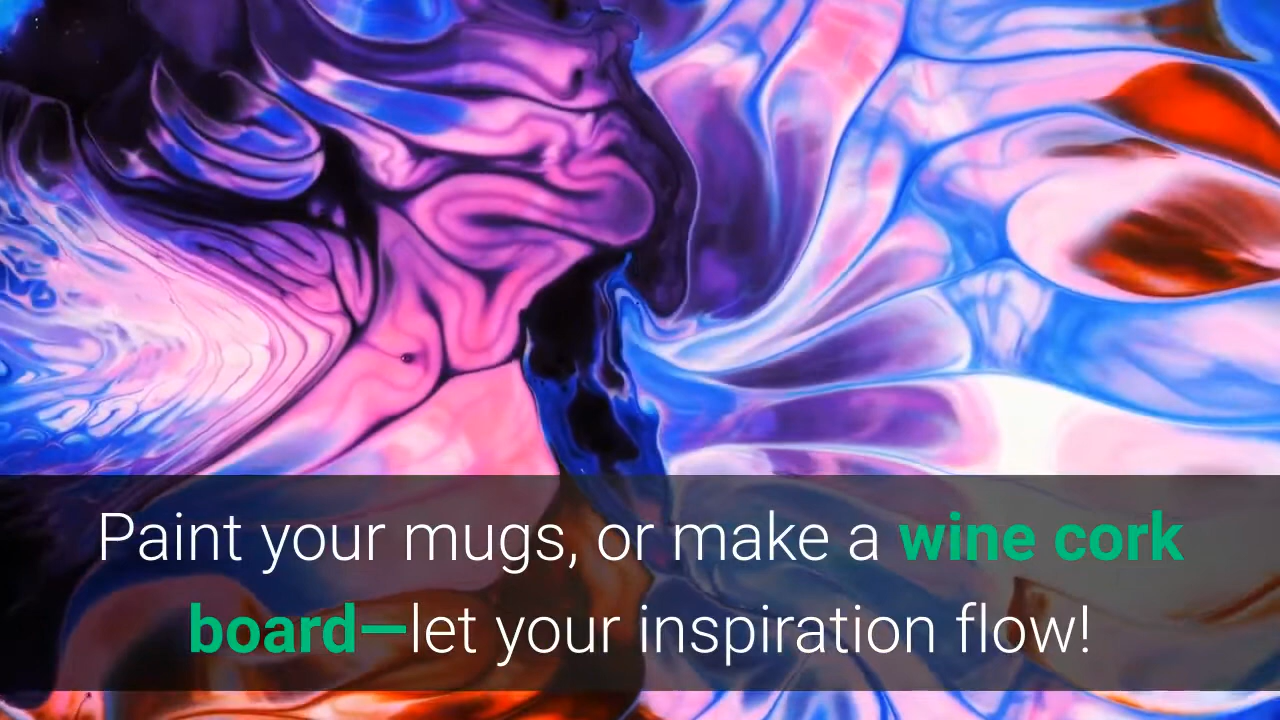 Paint your mugs, or make a wine cork
board—let your inspiration flow!